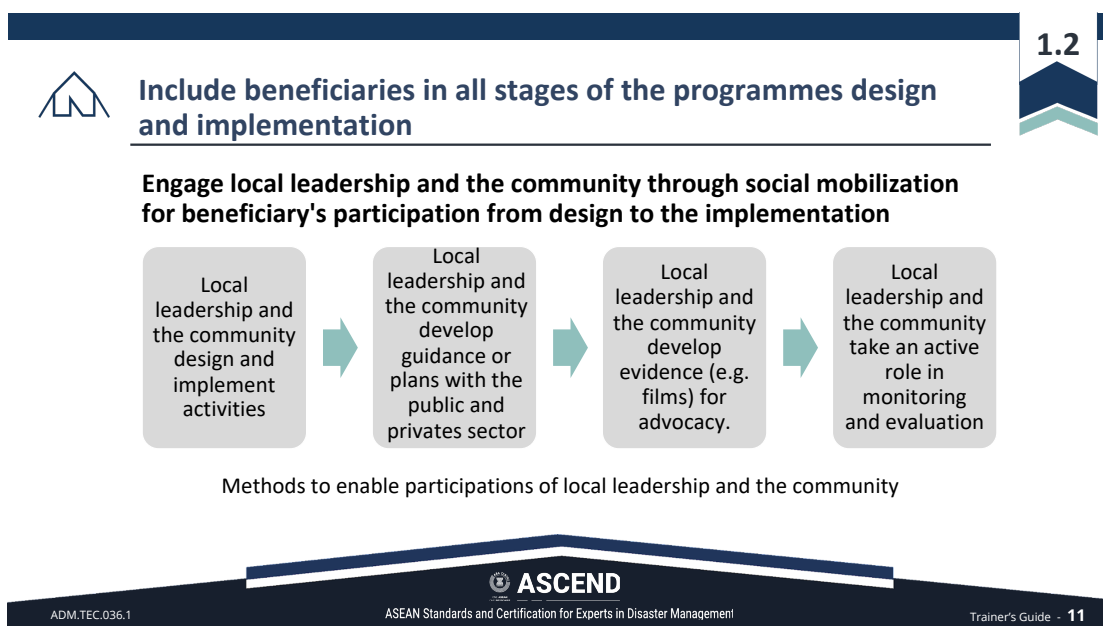 1.2
Include beneficiaries in all stages of the programmes design
and implementation
Engage local leadership and the community through social mobilization
for beneficiary's participation from design to the implementation
Local
leadership and
the community
design and
implement
activities
Local
leadership and
the community
develop
guidance or
plans with the
public and
privates sector
Local
leadership and
the community
develop
evidence (e.g.
films) for
advocacy.
Local
leadership and
the community
take an active
role in
monitoring
and evaluation
Methods to enable participations of local leadership and the community
ASCEND
ADM.TEC.036.1
ASEAN Standards and Certification for Experts in Disaster Management
Trainer's Guide - 11